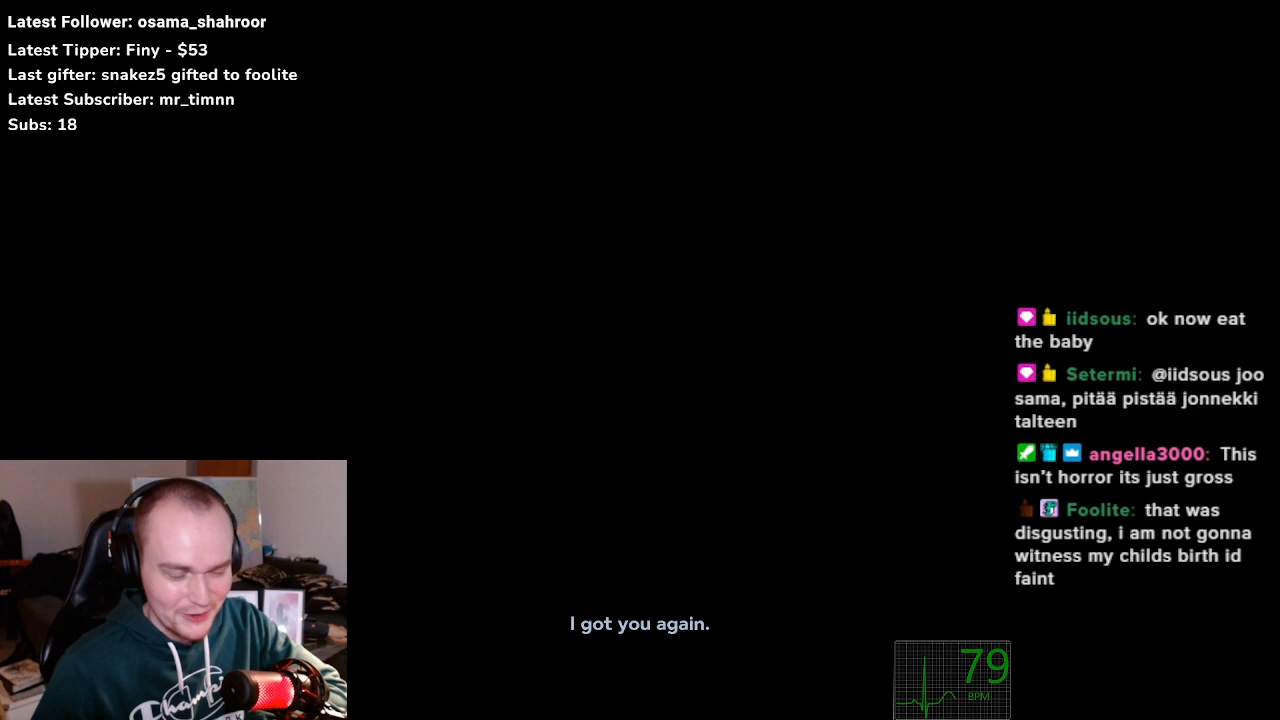 Latest Follower: osama_shahroor
Latest Tipper: Finy - $53
Last gifter: snakez5 gifted to foolite
Latest Subscriber: mr_timnn
Subs: 18
iidsous: ok now eat
the baby
Setermi: @iidsous joo
sama, pitää pistää jonnekki
talteen
angella3000: This
isn't horror its just gross
Foolite: that was
disgusting, i am not gonna
witness my childs birth id
faint
I got you again.
79
BPM
Champ